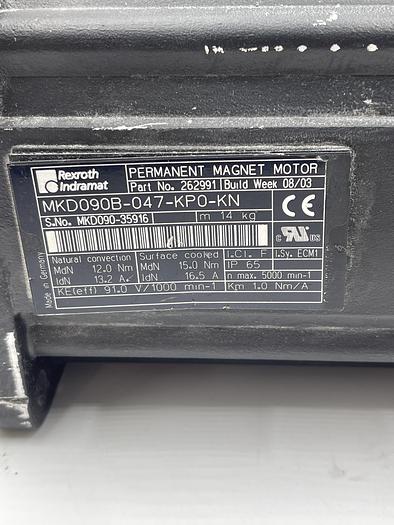 Rexroth
Indramat
PERMANENT MAGNET MOTOR
Part No. 262991 Build Week 08/03
MKD090B-047-KP0-KN
S.No. MKD090-35916 m 14 kg
CE
Made in Germany
Natural convection Surface cooled I.Cl. F I.Sy. ECM1
MdN 12.0 Nm MdN 15.0 Nm IP 65
IdN 13.2 A IdN 16.5 A n max. 5000 min-1
KE(eff) 91.0 V/1000 min-1 Km 1.0 Nm/A
c RU US